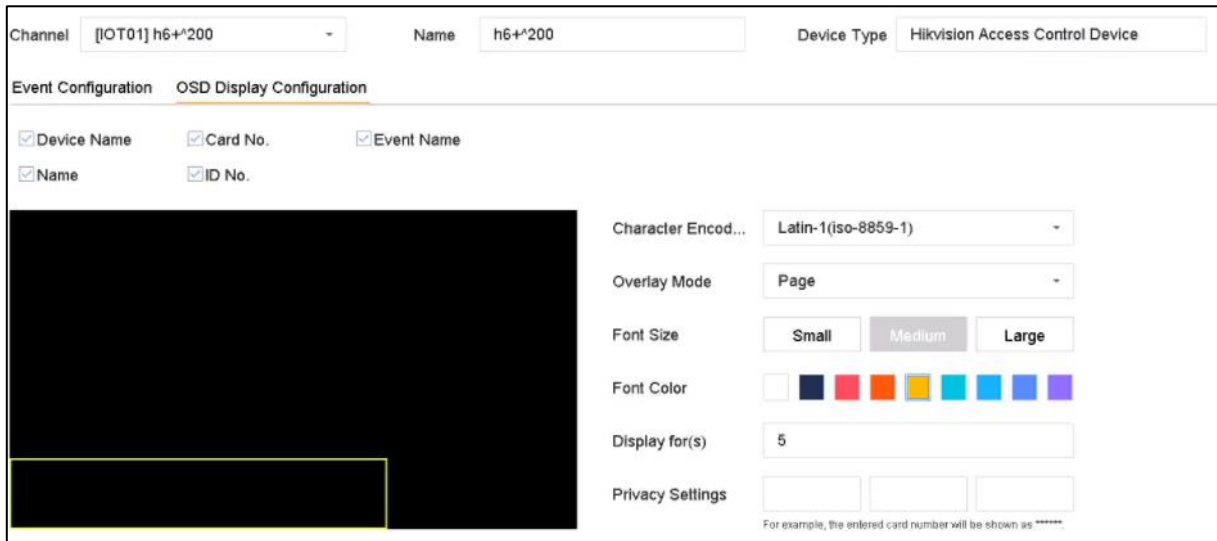 Channel [IOT01] h6+^200 Name h6+^200 Device Type Hikvision Access Control Device
Event Configuration OSD Display Configuration
Device Name Card No. Event Name
Name ID No.
Character Encod... Latin-1(iso-8859-1)
Overlay Mode Page
Font Size Small Medium Large
Font Color
Display for(s) 5
Privacy Settings
For example, the entered card number will be shown as ******.